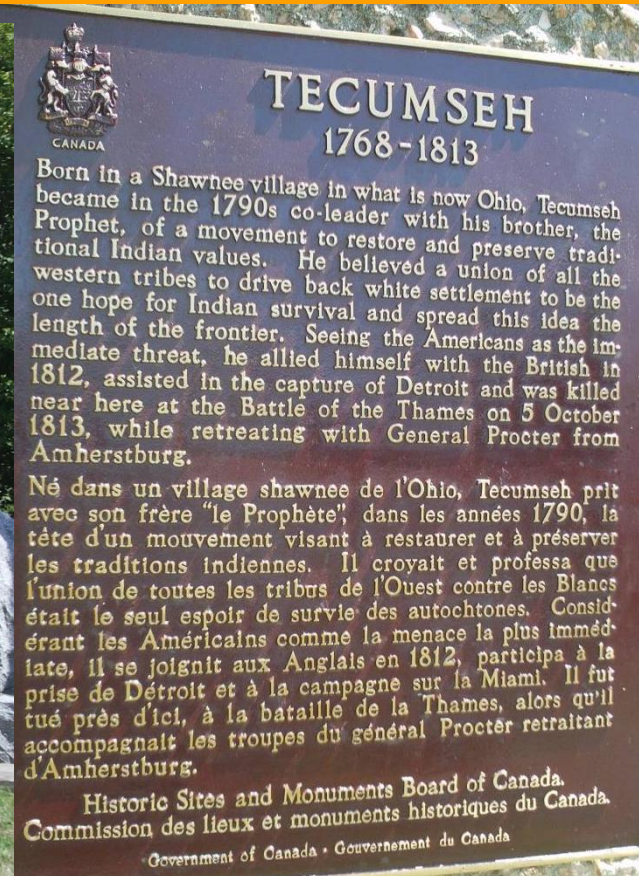 CANADA
TECUMSEH
1768-1813
Born in a Shawnee village in what is now Ohio, Tecumseh
became in the 1790s co-leader with his brother, the
Prophet, of a movement to restore and preserve tradi-
tional Indian values. He believed a union of all the
western tribes to drive back white settlement to be the
one hope for Indian survival and spread this idea the
length of the frontier. Seeing the Americans as the im-
mediate threat, he allied himself with the British in
1812, assisted in the capture of Detroit and was killed
near here at the Battle of the Thames on 5 October
1813, while retreating with General Procter from
Amherstburg.
Né dans un village shawnee de l'Ohio, Tecumseh prit
avec son frère "le Prophète", dans les années 1790, la
tête d'un mouvement visant à restaurer et à préserver
les traditions indiennes. Il croyait et professa que
l'union de toutes les tribus de l'Ouest contre les Blancs
était le seul espoir de survie des autochtones. Consid-
érant les Américains comme la menace la plus imméd-
iate, il se joignit aux Anglais en 1812, participa à la
prise de Détroit et à la campagne sur la Miami. Il fut
tué près d'ici, à la bataille de la Thames, alors qu'il
accompagnait les troupes du général Procter retraitant
d'Amherstburg.
Historic Sites and Monuments Board of Canada.
Commission des lieux et monuments historiques du Canada.
Government of Canada • Gouvernement du Canada